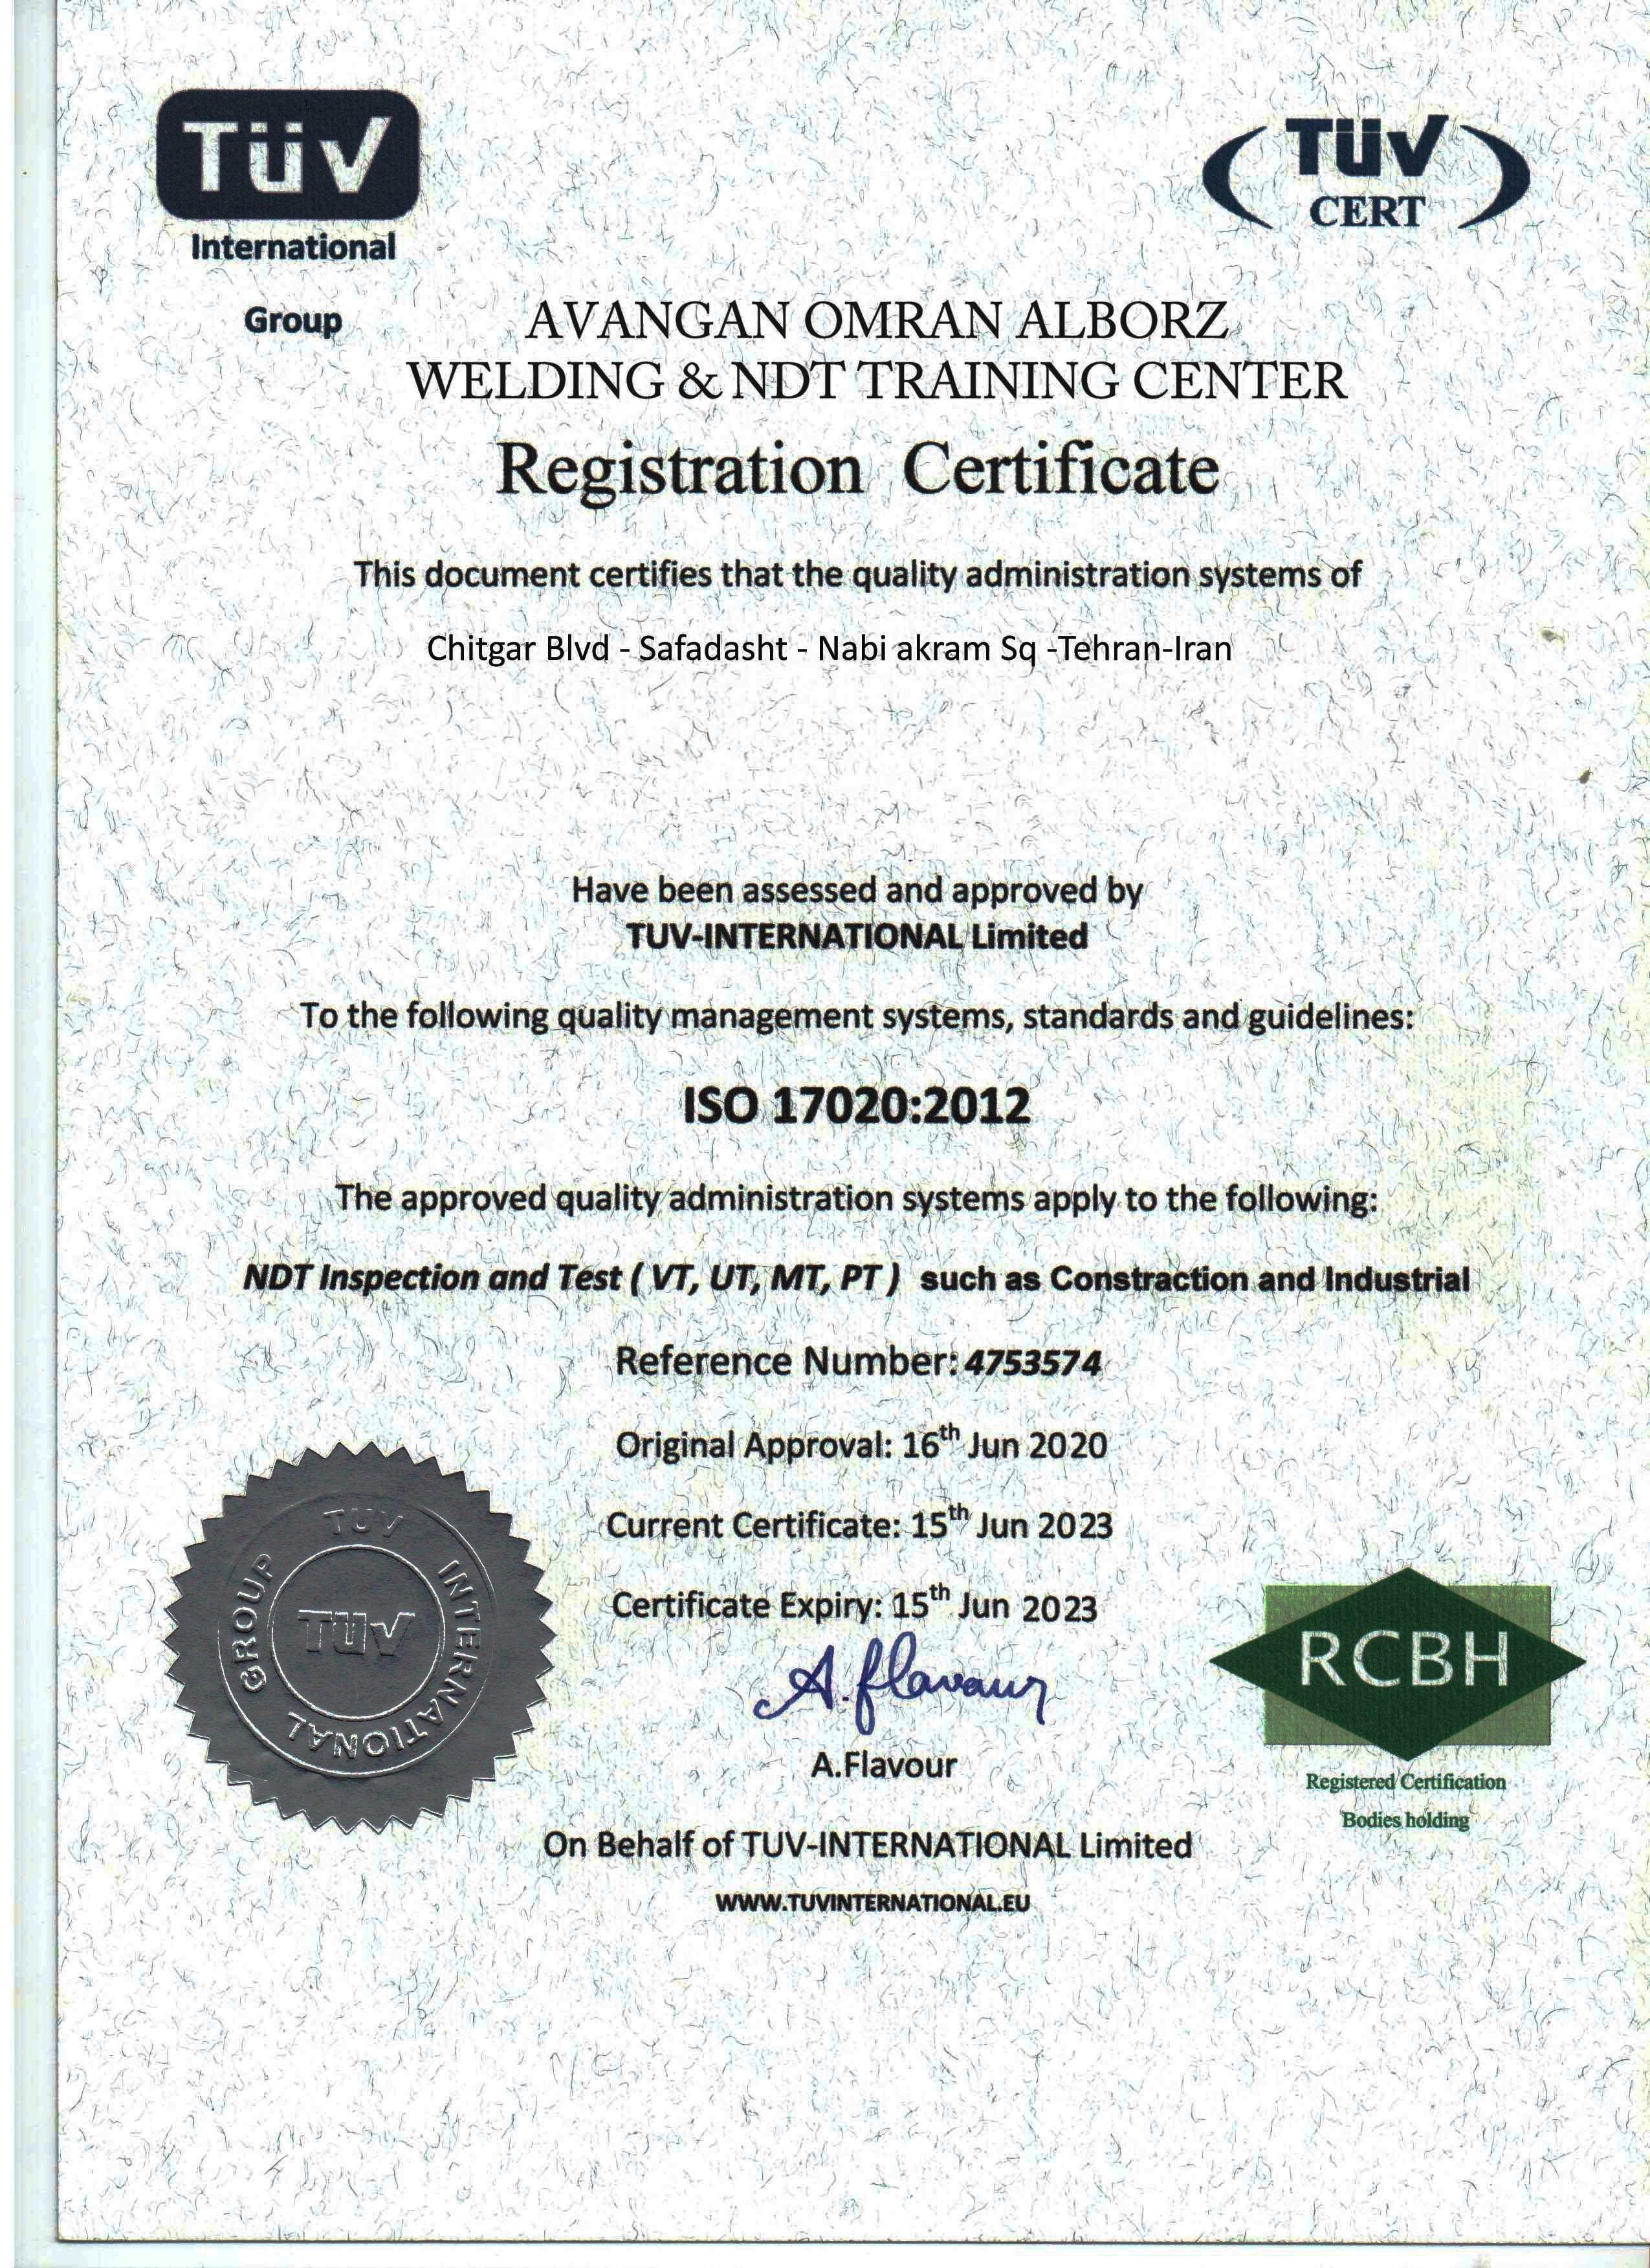 TÜV
International
Group
TÜV
CERT
AVANGAN OMRAN ALBORZ
WELDING & NDT TRAINING CENTER
Registration Certificate
This document certifies that the quality administration systems of
Chitgar Blvd - Safadasht - Nabi akram Sq -Tehran-Iran
Have been assessed and approved by
TUV-INTERNATIONAL Limited
To the following quality management systems, standards and guidelines:
ISO 17020:2012
The approved quality administration systems apply to the following:
NDT Inspection and Test ( VT, UT, MT, PT ) such as Constraction and Industrial
Reference Number: 4753574
Original Approval: 16th Jun 2020
Current Certificate: 15th Jun 2023
Certificate Expiry: 15th Jun 2023
A.flavour
A.Flavour
On Behalf of TUV-INTERNATIONAL Limited
WWW.TUVINTERNATIONAL.EU
TUV INTERNATIONAL GROUP
TÜV
RCBH
Registered Certification
Bodies holding